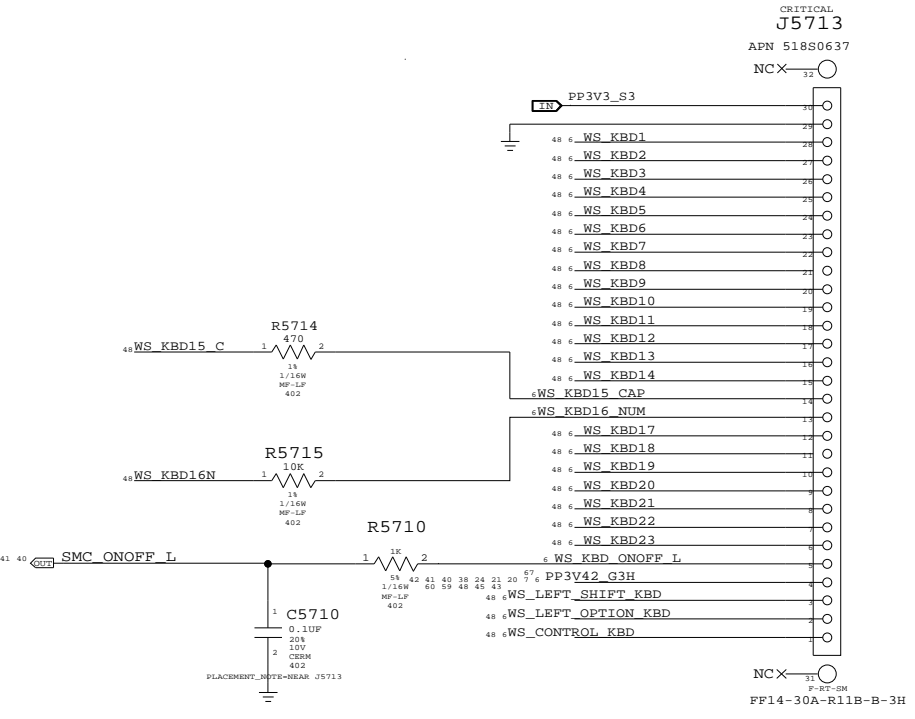 CRITICAL
J5713
APN 518S0637
NC 32
IN PP3V3_S3 30
29
48 6 WS_KBD1 28
48 6 WS_KBD2 27
48 6 WS_KBD3 26
48 6 WS_KBD4 25
48 6 WS_KBD5 24
48 6 WS_KBD6 23
48 6 WS_KBD7 22
48 6 WS_KBD8 21
48 6 WS_KBD9 20
48 6 WS_KBD10 19
48 6 WS_KBD11 18
48 6 WS_KBD12 17
48 6 WS_KBD13 16
48 6 WS_KBD14 15
6 WS_KBD15_CAP 14
6 WS_KBD16_NUM 13
48 6 WS_KBD17 12
48 6 WS_KBD18 11
48 6 WS_KBD19 10
48 6 WS_KBD20 9
48 6 WS_KBD21 8
48 6 WS_KBD22 7
48 6 WS_KBD23 6
6 WS_KBD_ONOFF_L 5
67
42 41 40 38 24 21 20 7 6 PP3V42_G3H 4
60 59 48 45 43
48 6 WS_LEFT_SHIFT_KBD 3
48 6 WS_LEFT_OPTION_KBD 2
48 6 WS_CONTROL_KBD 1
NC 31
F-RT-SM
FF14-30A-R11B-B-3H
R5714
470
48 WS_KBD15_C 1 2
1%
1/16W
MF-LF
402
R5715
10K
48 WS_KBD16N 1 2
1%
1/16W
MF-LF
402
R5710
1K
41 40 OUT SMC_ONOFF_L 1 2
5%
1/16W
MF-LF
402
1 C5710
0.1UF
20%
10V
2 CERM
402
PLACEMENT_NOTE=NEAR J5713